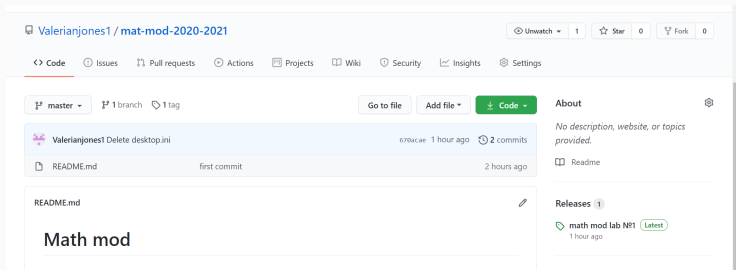 Valerianjones1 / mat-mod-2020-2021
Unwatch 1 Star 0 Fork 0
Code Issues Pull requests Actions Projects Wiki Security Insights Settings
master 1 branch 1 tag Go to file Add file Code
Valerianjones1 Delete desktop.ini 670acae 1 hour ago 2 commits
README.md first commit 2 hours ago
README.md
Math mod
About
No description, website, or topics
provided.
Readme
Releases 1
math mod lab №1 Latest
1 hour ago